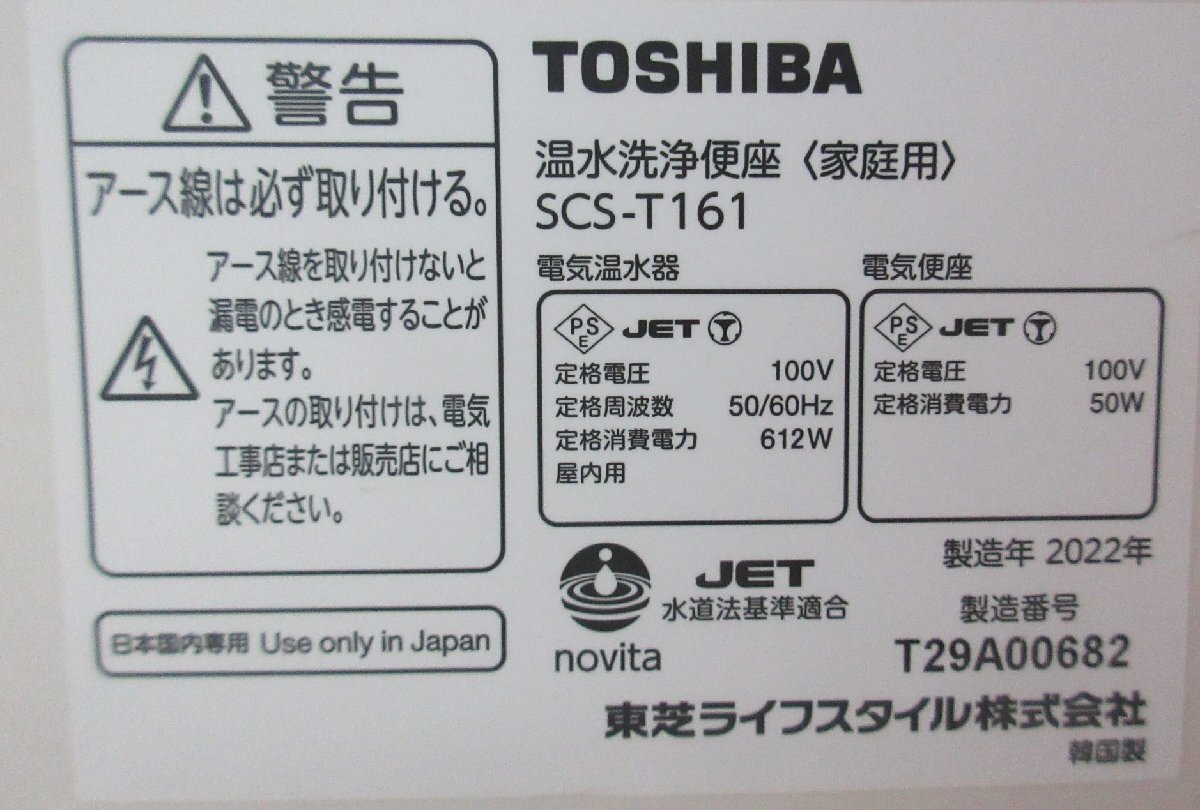 警告
アース線は必ず取り付ける。
アース線を取り付けないと
漏電のとき感電することが
あります。
アースの取り付けは、電気
工事店または販売店にご相
談ください。
日本国内専用 Use only in Japan
TOSHIBA
温水洗浄便座〈家庭用〉
SCS-T161
電気温水器
PSE JET
定格電圧 100V
定格周波数 50/60Hz
定格消費電力 612W
屋内用
電気便座
PSE JET
定格電圧 100V
定格消費電力 50W
novita
JET
水道法基準適合
製造年 2022年
製造番号
T29A00682
東芝ライフスタイル株式会社
韓国製